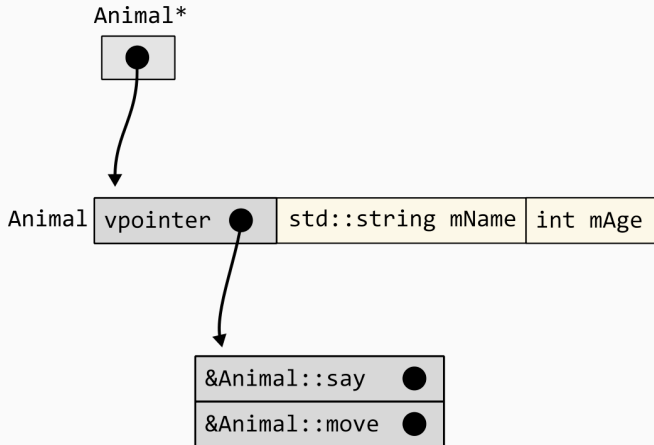 Animal*
Animal vpointer std::string mName int mAge
&Animal::say
&Animal::move